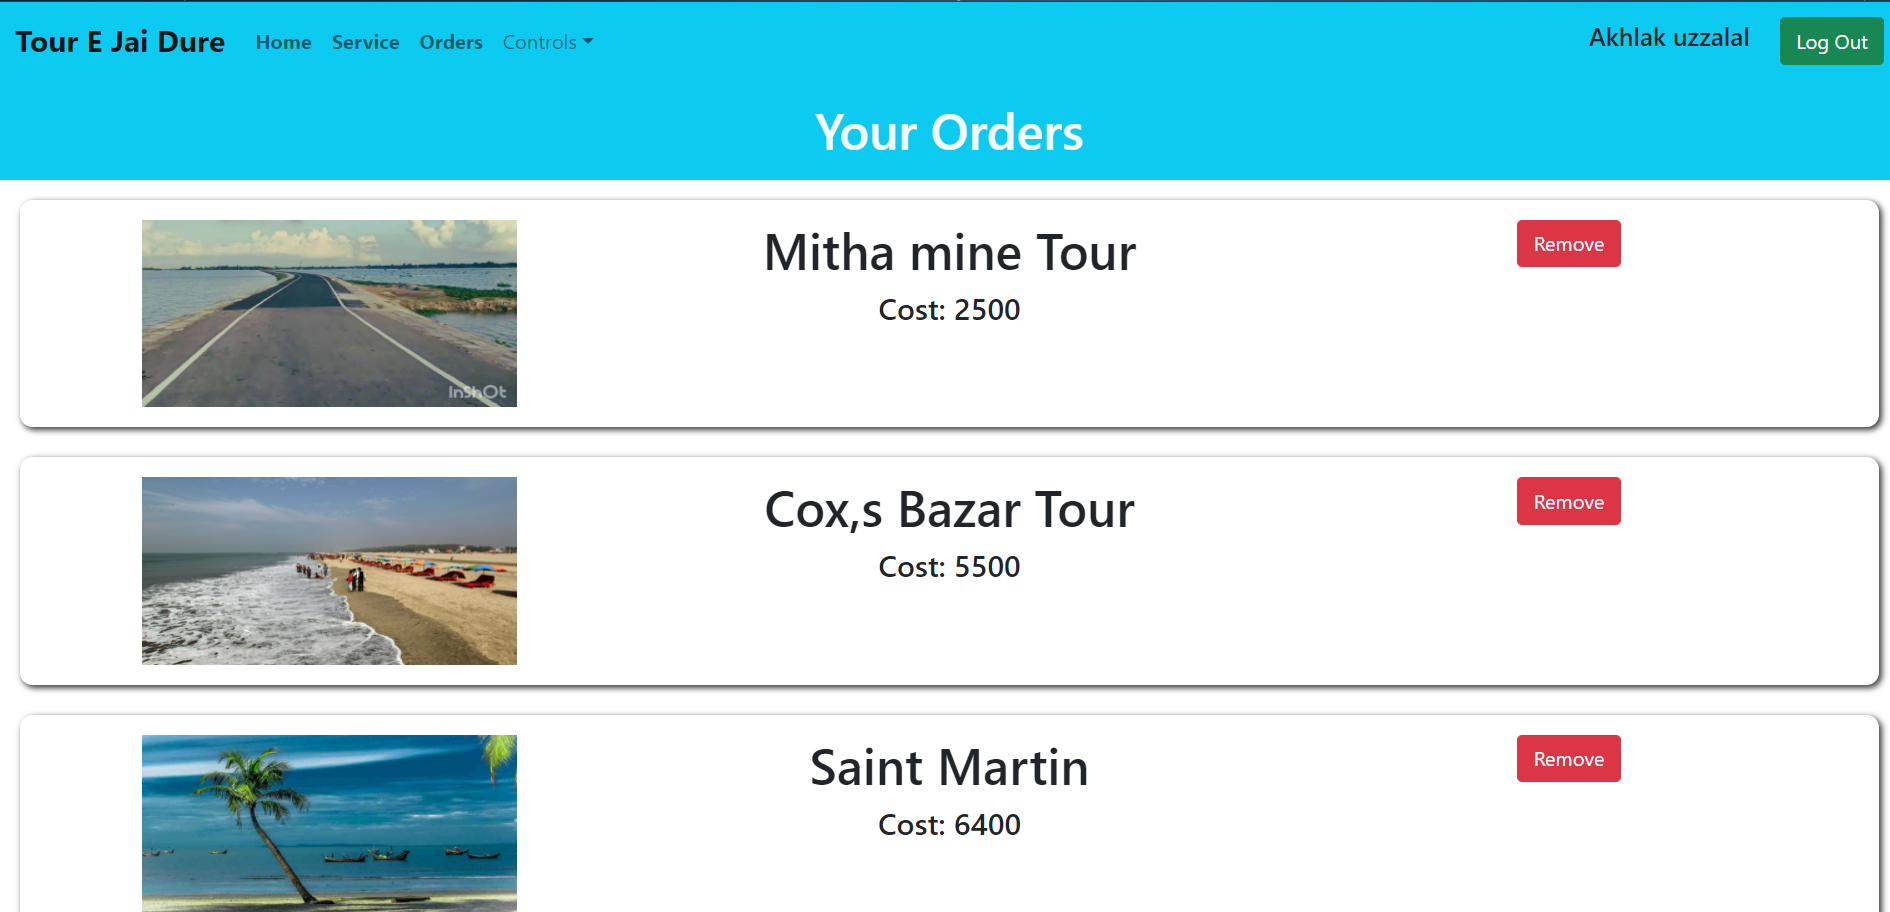 Tour E Jai Dure Home Service Orders Controls Akhlak uzzalal Log Out
Your Orders
Mitha mine Tour
Cost: 2500
Remove
InShOt
Cox,s Bazar Tour
Cost: 5500
Remove
Saint Martin
Cost: 6400
Remove